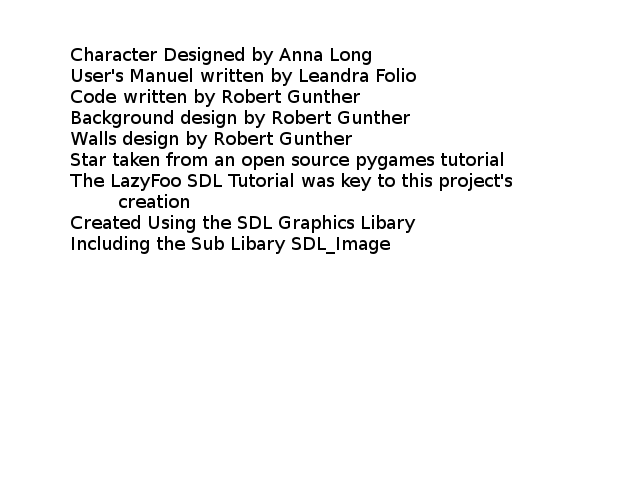 Character Designed by Anna Long
User's Manuel written by Leandra Folio
Code written by Robert Gunther
Background design by Robert Gunther
Walls design by Robert Gunther
Star taken from an open source pygames tutorial
The LazyFoo SDL Tutorial was key to this project's
creation
Created Using the SDL Graphics Libary
Including the Sub Libary SDL_Image